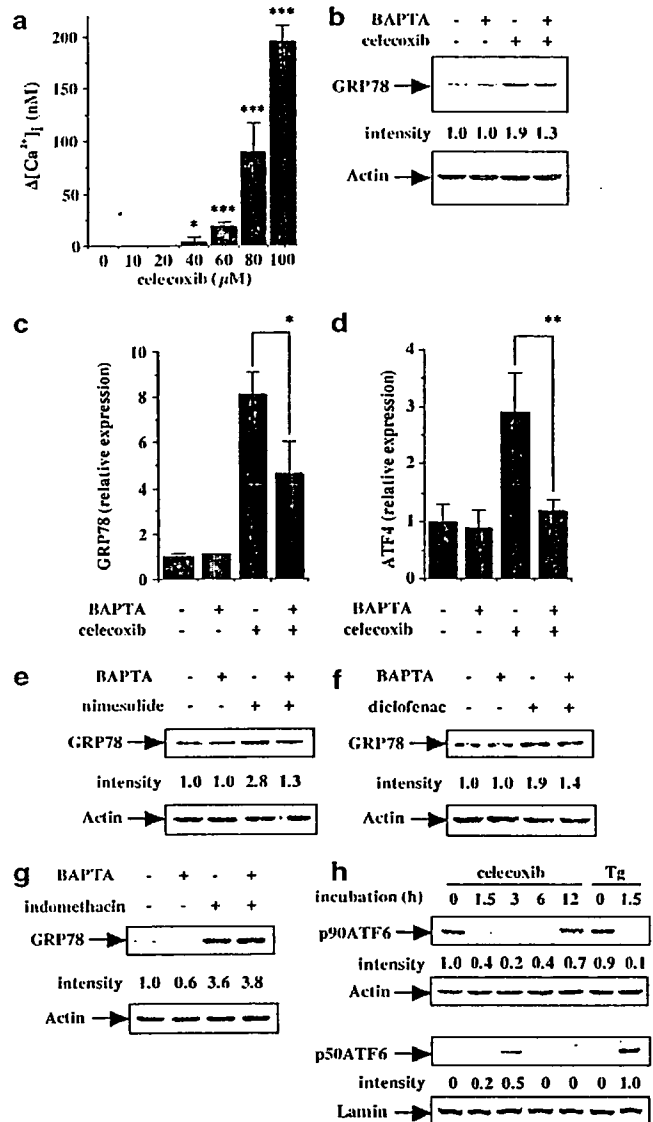 a
Δ[Ca²⁺]i (nM)
200
150
100
50
0
*
***
***
***
0 10 20 40 60 80 100
celecoxib (μM)
b
BAPTA - + - +
celecoxib - - + +
GRP78
intensity 1.0 1.0 1.9 1.3
Actin
c
GRP78 (relative expression)
10
8
6
4
2
0
*
BAPTA - + - +
celecoxib - - + +
d
ATF4 (relative expression)
4
3
2
1
0
**
BAPTA - + - +
celecoxib - - + +
e
BAPTA - + - +
nimesulide - - + +
GRP78
intensity 1.0 1.0 2.8 1.3
Actin
f
BAPTA - + - +
diclofenac - - + +
GRP78
intensity 1.0 1.0 1.9 1.4
Actin
g
BAPTA - + - +
indomethacin - - + +
GRP78
intensity 1.0 0.6 3.6 3.8
Actin
h
celecoxib Tg
incubation (h) 0 1.5 3 6 12 0 1.5
p90ATF6
intensity 1.0 0.4 0.2 0.4 0.7 0.9 0.1
Actin
p50ATF6
intensity 0 0.2 0.5 0 0 0 1.0
Lamin